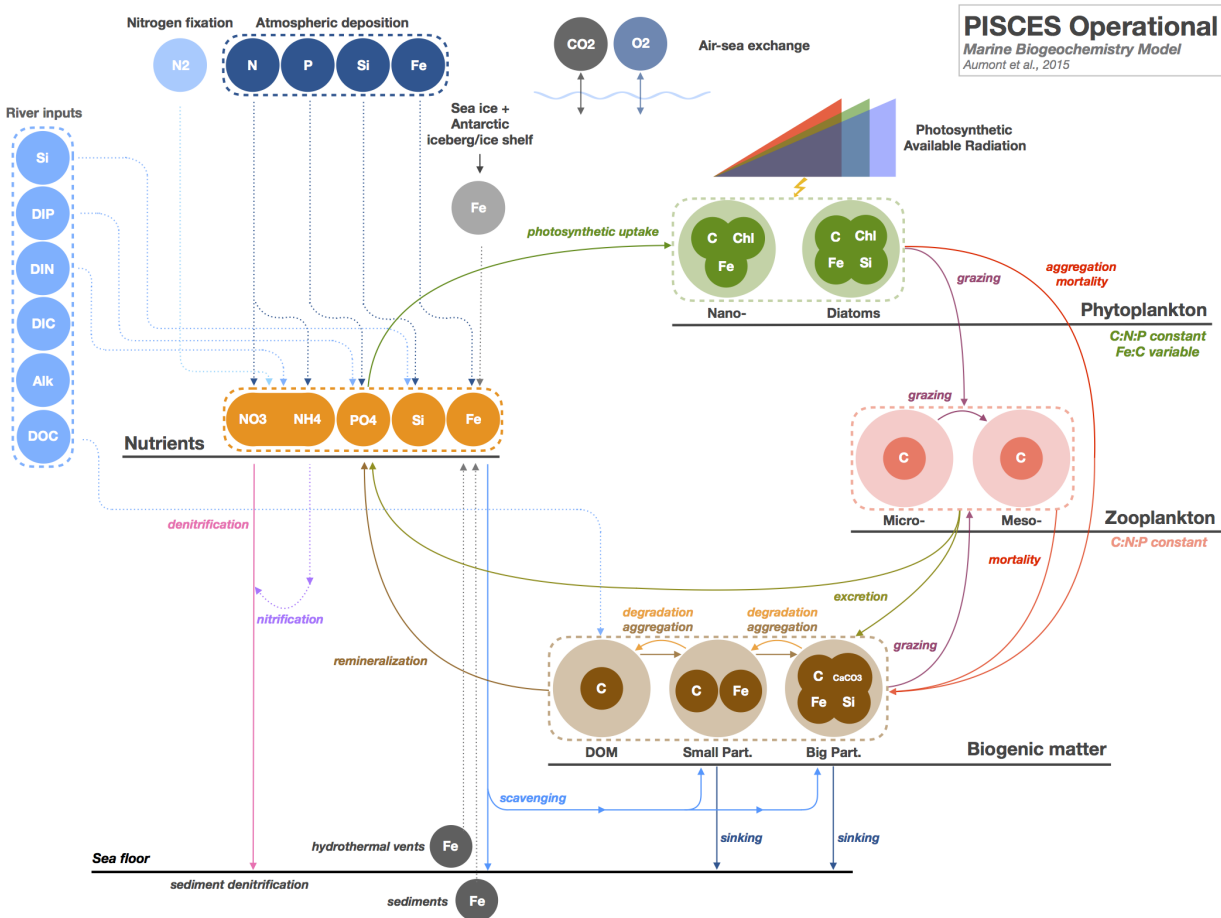 PISCES Operational
Marine Biogeochemistry Model
Aumont et al., 2015
Nitrogen fixation
Atmospheric deposition
N2
N
P
Si
Fe
CO2
O2
Air-sea exchange
River inputs
Si
DIP
DIN
DIC
Alk
DOC
Sea ice +
Antarctic
iceberg/ice shelf
Fe
Photosynthetic
Available Radiation
photosynthetic uptake
C
Chl
Fe
C
Chl
Fe
Si
Nano-
Diatoms
Phytoplankton
C:N:P constant
Fe:C variable
grazing
aggregation
mortality
NO3
NH4
PO4
Si
Fe
Nutrients
grazing
C
C
Micro-
Meso-
Zooplankton
C:N:P constant
denitrification
nitrification
mortality
excretion
degradation
aggregation
degradation
aggregation
grazing
remineralization
C
C
Fe
C
CaCO3
Fe
Si
DOM
Small Part.
Big Part.
Biogenic matter
scavenging
sinking
sinking
hydrothermal vents
Fe
Sea floor
sediment denitrification
sediments
Fe